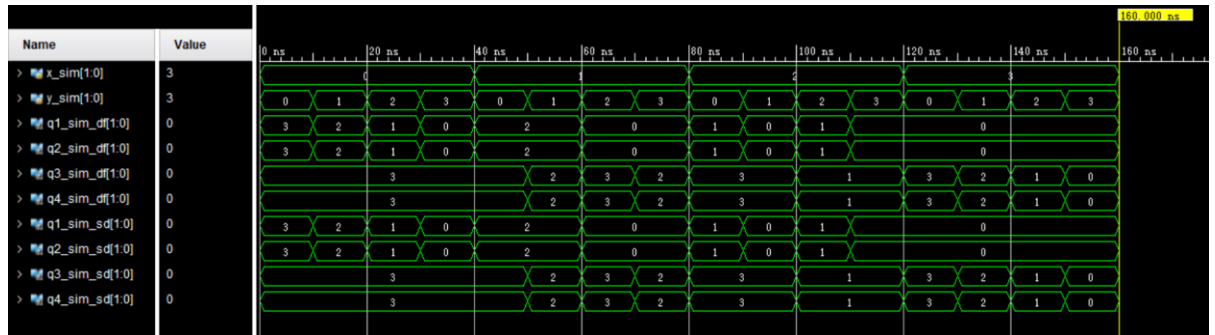 160.000 ns
Name Value
0 ns 20 ns 40 ns 60 ns 80 ns 100 ns 120 ns 140 ns 160 ns
x_sim[1:0] 3 0 1 2 3
y_sim[1:0] 3 0 1 2 3 0 1 2 3 0 1 2 3 0 1 2 3
q1_sim_df[1:0] 0 3 2 1 0 2 0 1 0 1 0
q2_sim_df[1:0] 0 3 2 1 0 2 0 1 0 1 0
q3_sim_df[1:0] 0 3 2 3 2 3 1 3 2 1 0
q4_sim_df[1:0] 0 3 2 3 2 3 1 3 2 1 0
q1_sim_sd[1:0] 0 3 2 1 0 2 0 1 0 1 0
q2_sim_sd[1:0] 0 3 2 1 0 2 0 1 0 1 0
q3_sim_sd[1:0] 0 3 2 3 2 3 1 3 2 1 0
q4_sim_sd[1:0] 0 3 2 3 2 3 1 3 2 1 0